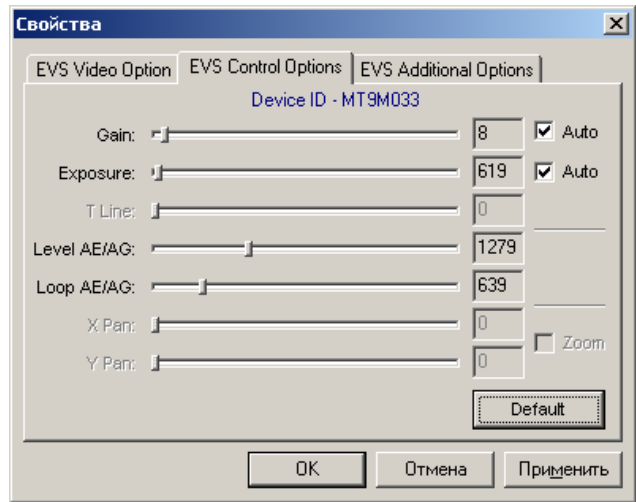 Свойства
EVS Video Option EVS Control Options EVS Additional Options
Device ID - MT9M033
Gain: 8 Auto
Exposure: 619 Auto
T Line: 0
Level AE/AG: 1279
Loop AE/AG: 639
X Pan: 0
Zoom
Y Pan: 0
Default
OK Отмена Применить